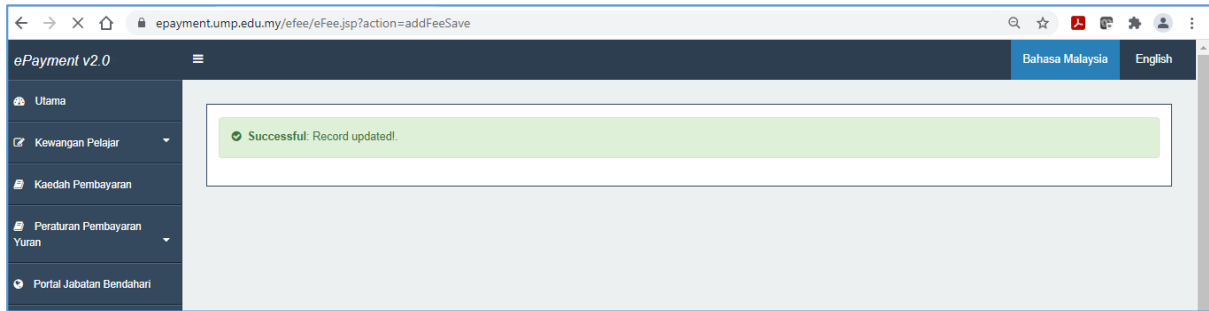 epayment.ump.edu.my/efee/eFee.jsp?action=addFeeSave
ePayment v2.0
Bahasa Malaysia
English
Utama
Successful: Record updated!.
Kewangan Pelajar
Kaedah Pembayaran
Peraturan Pembayaran
Yuran
Portal Jabatan Bendahari